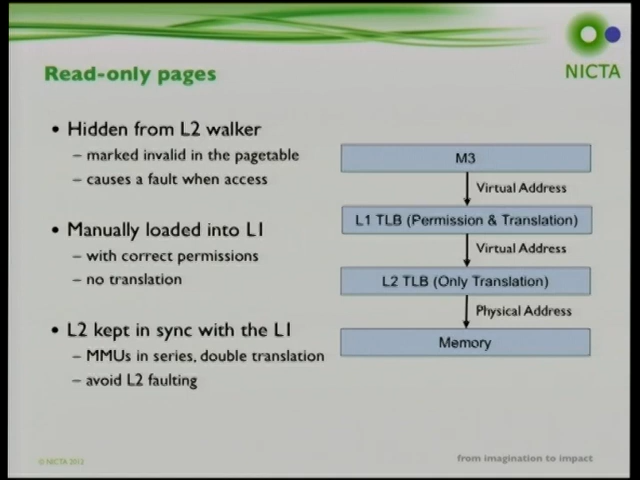 NICTA
Read-only pages
• Hidden from L2 walker
– marked invalid in the pagetable
– causes a fault when access
• Manually loaded into L1
– with correct permissions
– no translation
• L2 kept in sync with the L1
– MMUs in series, double translation
– avoid L2 faulting
M3
Virtual Address
L1 TLB (Permission & Translation)
Virtual Address
L2 TLB (Only Translation)
Physical Address
Memory
© NICTA 2012
from imagination to impact